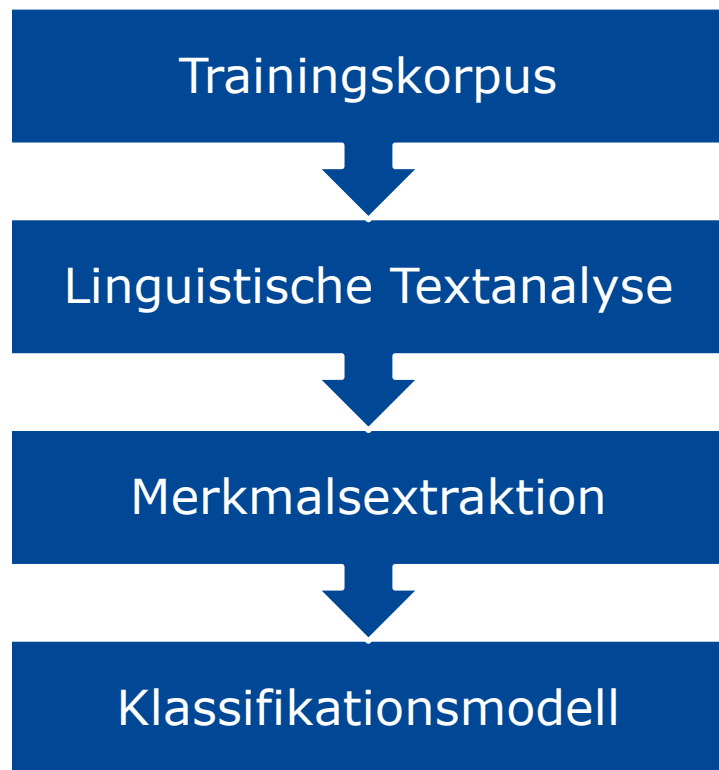 Trainingskorpus
Linguistische Textanalyse
Merkmalsextraktion
Klassifikationsmodell